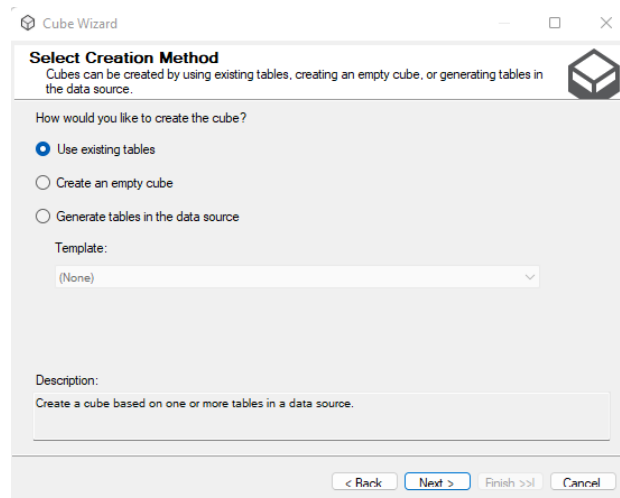 Cube Wizard
Select Creation Method
Cubes can be created by using existing tables, creating an empty cube, or generating tables in
the data source.
How would you like to create the cube?
Use existing tables
Create an empty cube
Generate tables in the data source
Template:
(None)
Description:
Create a cube based on one or more tables in a data source.
< Back Next > Finish >>| Cancel